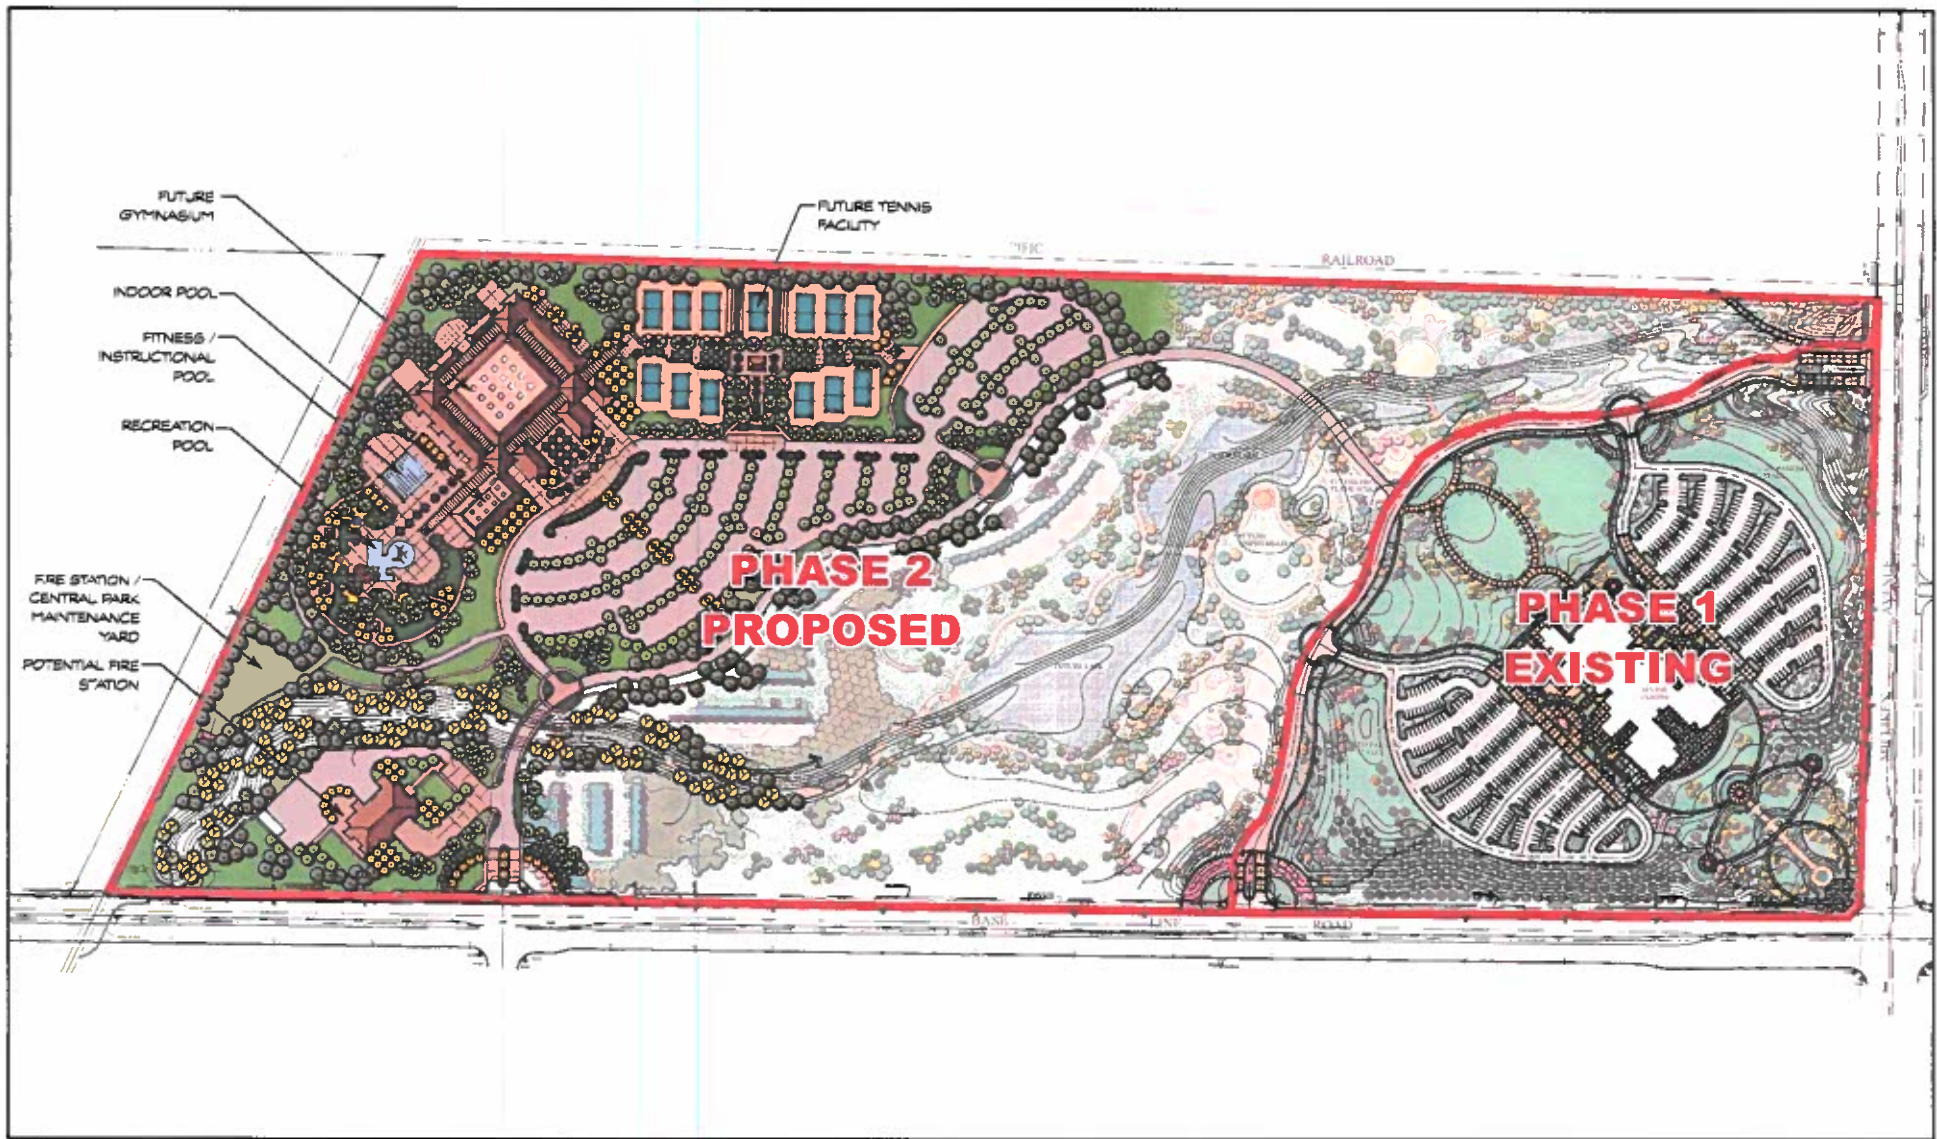 FUTURE
GYMNASIUM
INDOOR POOL
FITNESS /
INSTRUCTIONAL
POOL
RECREATION
POOL
FIRE STATION /
CENTRAL PARK
MAINTENANCE
YARD
POTENTIAL FIRE
STATION
FUTURE TENNIS
FACILITY
RAILROAD
PHASE 2
PROPOSED
PHASE 1
EXISTING
BASE LINE ROAD